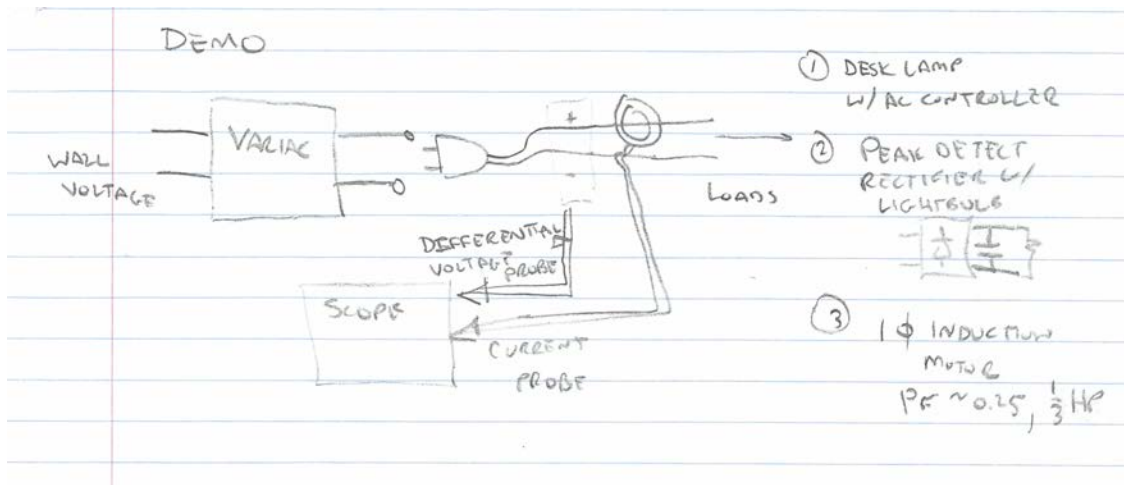 DEMO
WALL
VOLTAGE
VARIAC
+
-
DIFFERENTIAL
VOLTAGE
PROBE
SCOPE
CURRENT
PROBE
LOADS
① DESK LAMP
W/ AC CONTROLLER
② PEAK DETECT
RECTIFIER W/
LIGHTBULB
③ 1 ϕ INDUCTION
MOTOR
PF ~ 0.25, 1/3 HP